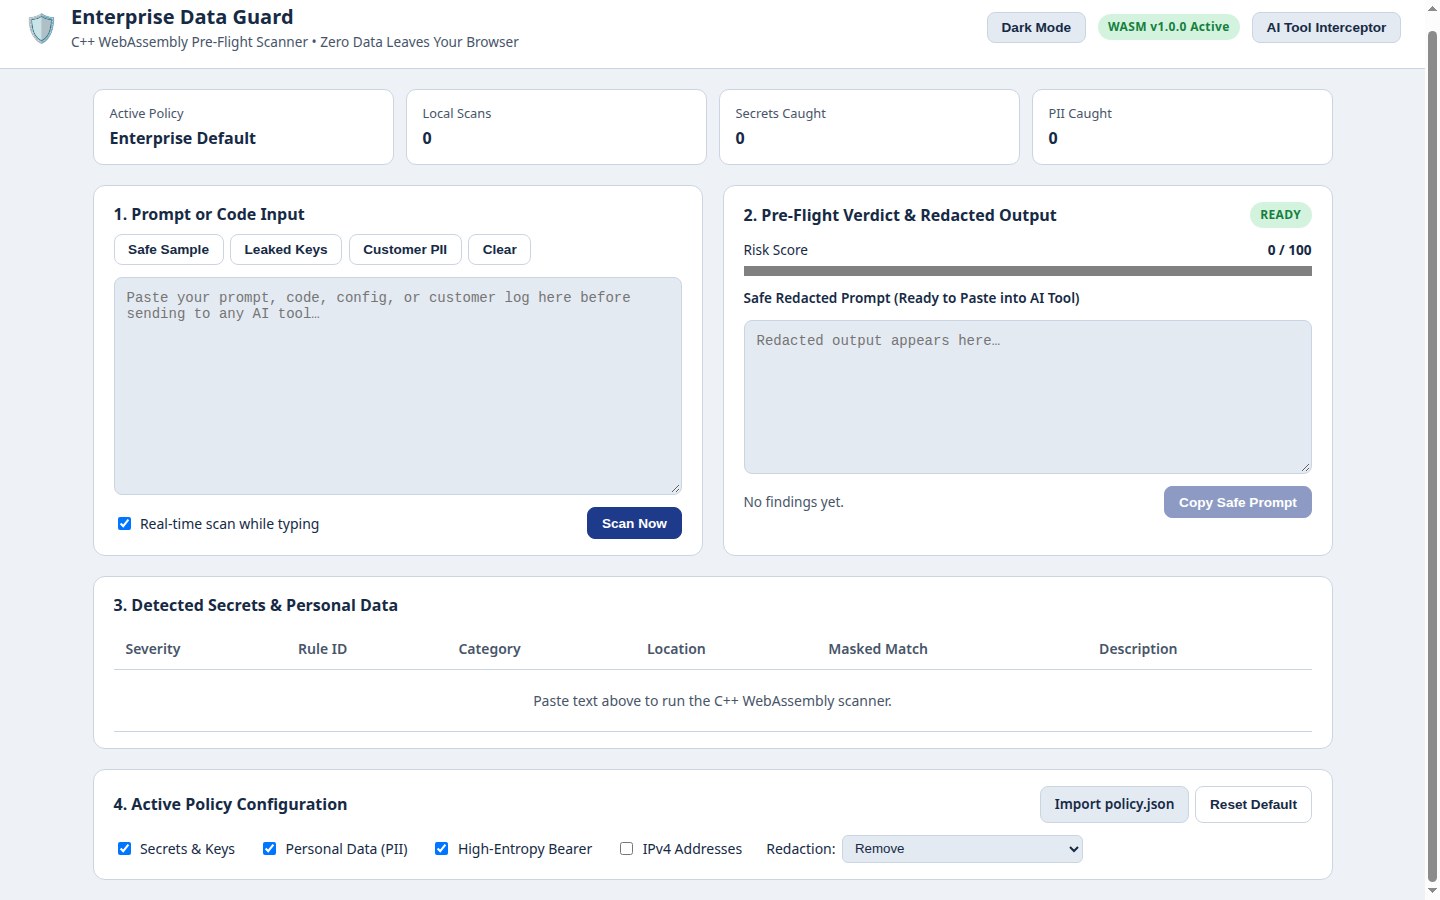 Enterprise Data Guard
C++ WebAssembly Pre-Flight Scanner • Zero Data Leaves Your Browser
Dark Mode
WASM v1.0.0 Active
AI Tool Interceptor
Active Policy
Enterprise Default
Local Scans
0
Secrets Caught
0
PII Caught
0
1. Prompt or Code Input
Safe Sample
Leaked Keys
Customer PII
Clear
Paste your prompt, code, config, or customer log here before
sending to any AI tool…
Real-time scan while typing
Scan Now
2. Pre-Flight Verdict & Redacted Output
READY
Risk Score
0 / 100
Safe Redacted Prompt (Ready to Paste into AI Tool)
Redacted output appears here…
No findings yet.
Copy Safe Prompt
3. Detected Secrets & Personal Data
Severity
Rule ID
Category
Location
Masked Match
Description
Paste text above to run the C++ WebAssembly scanner.
4. Active Policy Configuration
Import policy.json
Reset Default
Secrets & Keys
Personal Data (PII)
High-Entropy Bearer
IPv4 Addresses
Redaction:
Remove